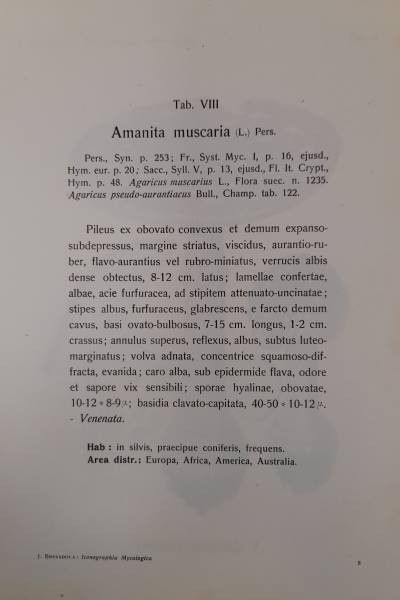 Tab. VIII
Amanita muscaria (L.) Pers.
Pers., Syn. p. 253; Fr., Syst. Myc. I, p. 16, ejusd.,
Hym. eur. p. 20; Sacc., Syll. V, p. 13, ejusd., Fl. It. Crypt.,
Hym. p. 48. Agaricus muscarius L., Flora suec. n. 1235.
Agaricus pseudo-aurantiacus Bull., Champ. tab. 122.
Pileus ex obovato convexus et demum expanso-
subdepressus, margine striatus, viscidus, aurantio-ru-
ber, flavo-aurantius vel rubro-miniatus, verrucis albis
dense obtectus, 8-12 cm. latus; lamellae confertae,
albae, acie furfuracea, ad stipitem attenuato-uncinatae;
stipes albus, furfuraceus, glabrescens, e farcto demum
cavus, basi ovato-bulbosus, 7-15 cm. longus, 1-2 cm.
crassus; annulus superus, reflexus, albus, subtus luteo-
marginatus; volva adnata, concentrice squamoso-dif-
fracta, evanida; caro alba, sub epidermide flava, odore
et sapore vix sensibili; sporae hyalinae, obovatae,
10-12 * 8-9 μ; basidia clavato-capitata, 40-50 * 10-12 μ.
- Venenata.
Hab: in silvis, praecipue coniferis, frequens.
Area distr.: Europa, Africa, America, Australia.
J. Bresadola: Iconographia Mycologica
8